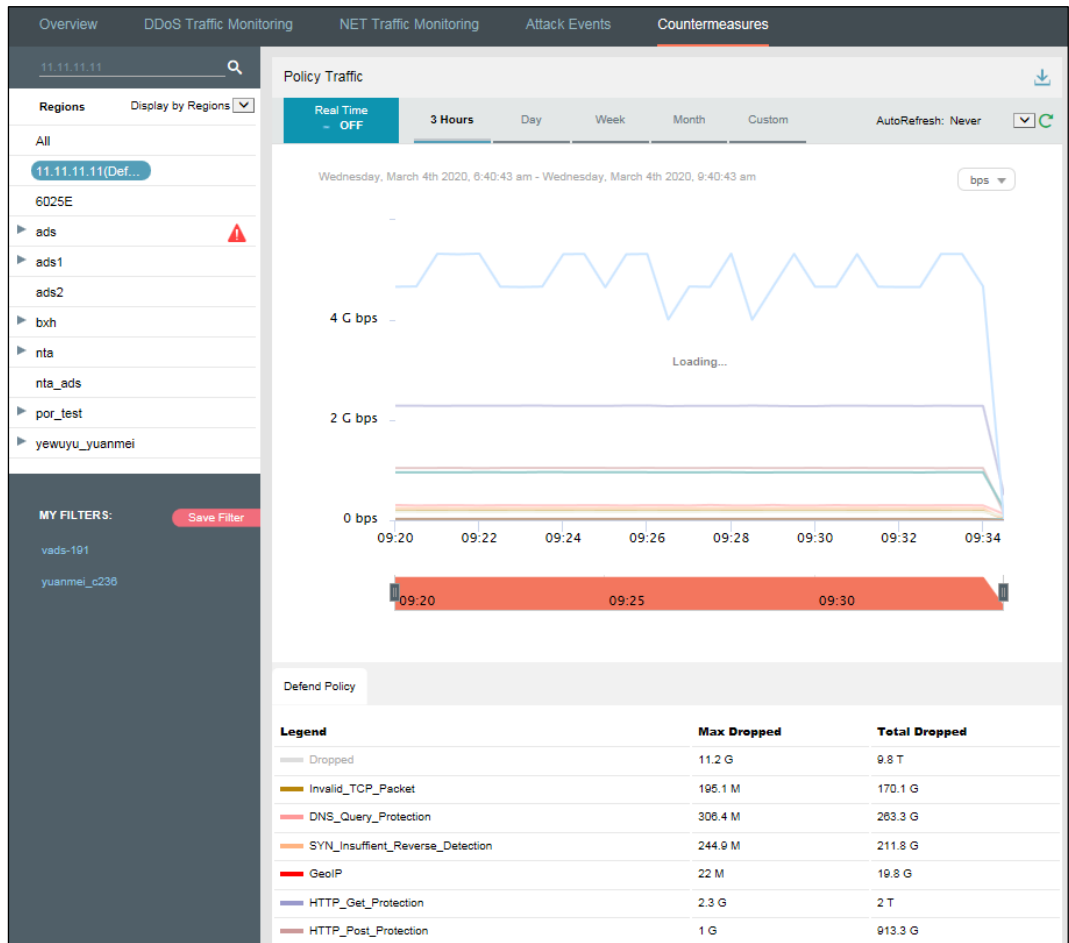 Overview DDoS Traffic Monitoring NET Traffic Monitoring Attack Events Countermeasures
11.11.11.11
Regions Display by Regions
All
11.11.11.11(Def...
6025E
ads
ads1
ads2
bxh
nta
nta_ads
por_test
yewuyu_yuanmei
MY FILTERS: Save Filter
vads-191
yuanmei_c236
Policy Traffic
Real Time
- OFF
3 Hours Day Week Month Custom AutoRefresh: Never
Wednesday, March 4th 2020, 6:40:43 am - Wednesday, March 4th 2020, 9:40:43 am
bps
4 G bps
Loading...
2 G bps
0 bps
09:20 09:22 09:24 09:26 09:28 09:30 09:32 09:34
09:20 09:25 09:30
Defend Policy
Legend Max Dropped Total Dropped
Dropped 11.2 G 9.8 T
Invalid_TCP_Packet 195.1 M 170.1 G
DNS_Query_Protection 306.4 M 263.3 G
SYN_Insuffient_Reverse_Detection 244.9 M 211.8 G
GeoIP 22 M 19.8 G
HTTP_Get_Protection 2.3 G 2 T
HTTP_Post_Protection 1 G 913.3 G